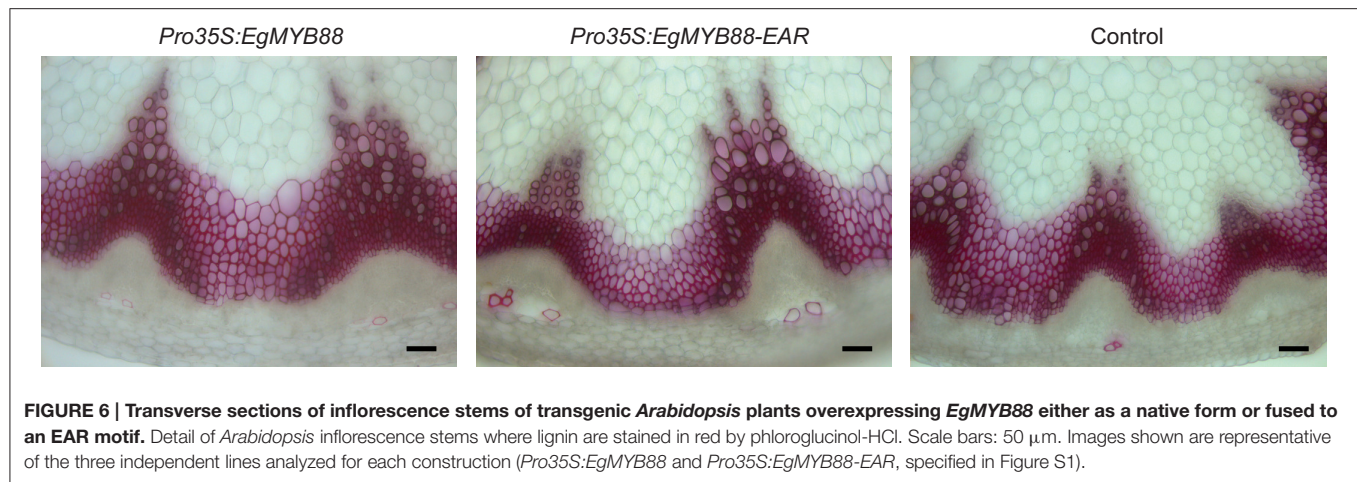 Pro35S:EgMYB88 Pro35S:EgMYB88-EAR Control
FIGURE 6 | Transverse sections of inflorescence stems of transgenic Arabidopsis plants overexpressing EgMYB88 either as a native form or fused to
an EAR motif. Detail of Arabidopsis inflorescence stems where lignin are stained in red by phloroglucinol-HCl. Scale bars: 50 μm. Images shown are representative
of the three independent lines analyzed for each construction (Pro35S:EgMYB88 and Pro35S:EgMYB88-EAR, specified in Figure S1).